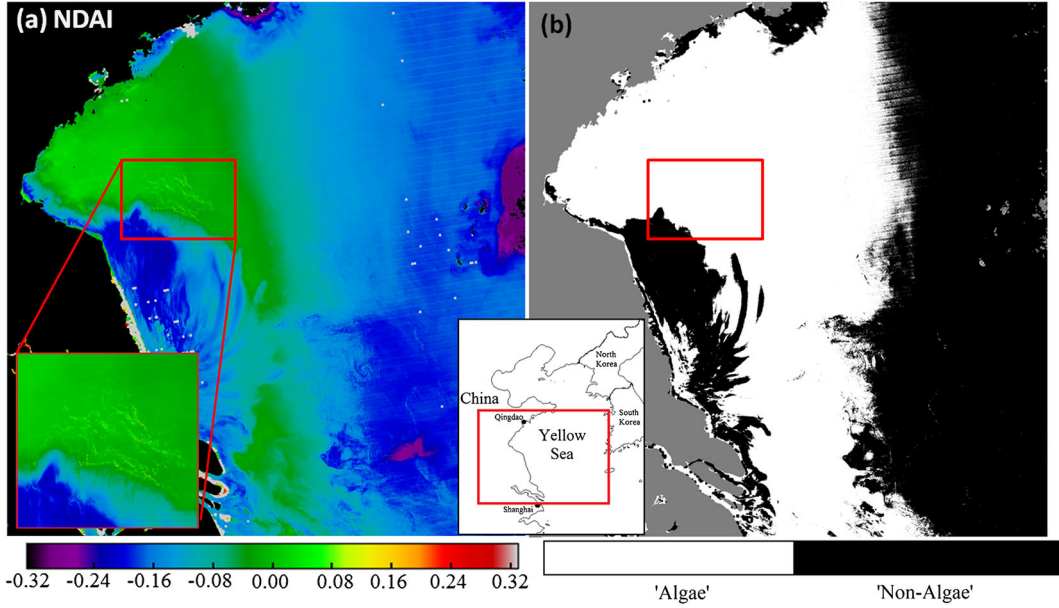 (a) NDAI
(b)
North
Korea
China
South
Korea
Qingdao
Yellow
Sea
Shanghai
-0.32 -0.24 -0.16 -0.08 0.00 0.08 0.16 0.24 0.32
'Algae' 'Non-Algae'